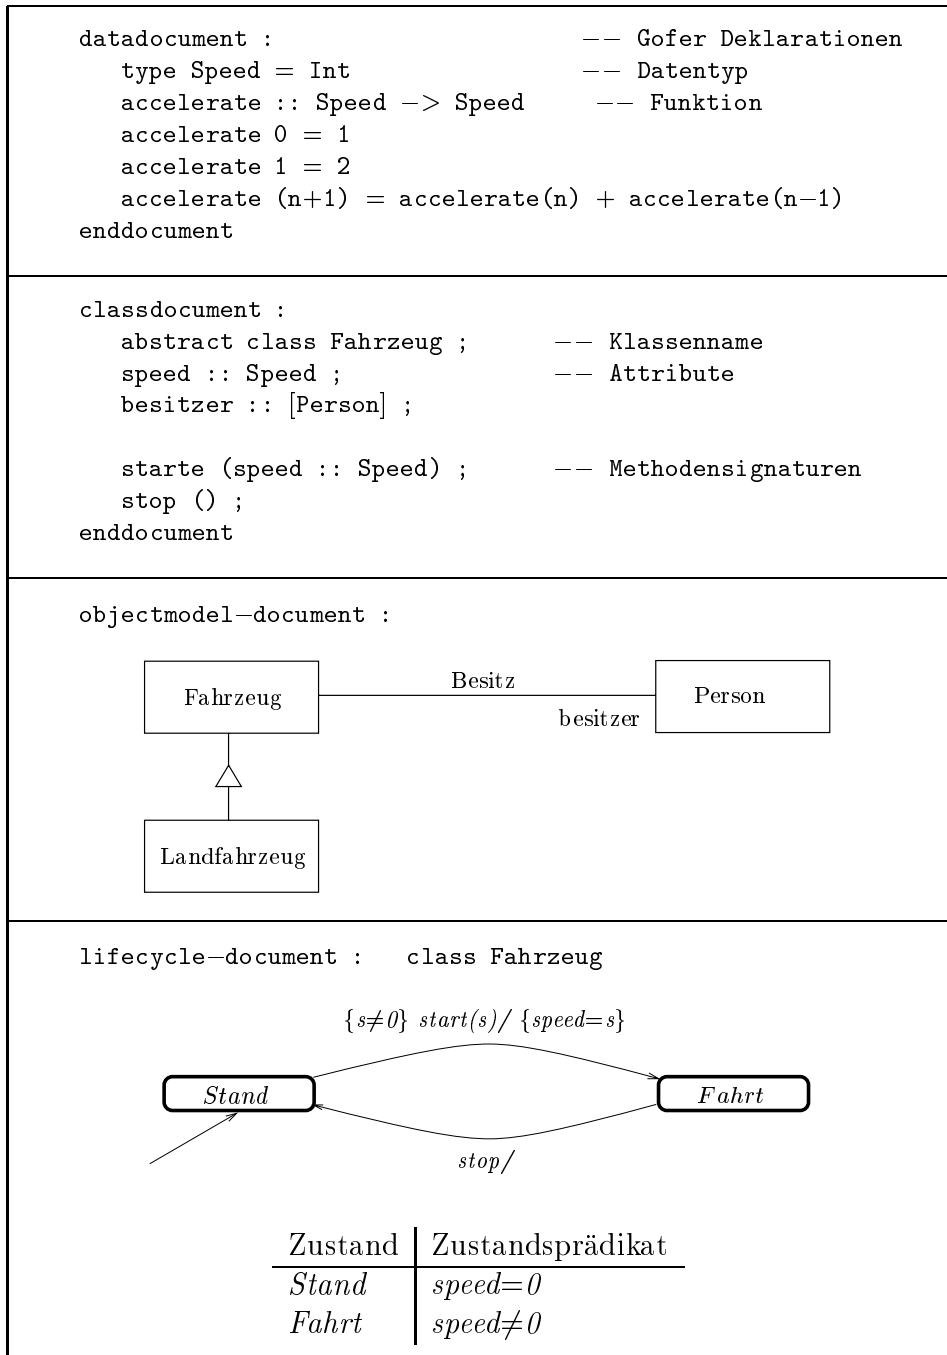 datadocument : −− Gofer Deklarationen
type Speed = Int −− Datentyp
accelerate :: Speed −> Speed −− Funktion
accelerate 0 = 1
accelerate 1 = 2
accelerate (n+1) = accelerate(n) + accelerate(n−1)
enddocument
classdocument :
abstract class Fahrzeug ; −− Klassenname
speed :: Speed ; −− Attribute
besitzer :: [Person] ;
starte (speed :: Speed) ; −− Methodensignaturen
stop () ;
enddocument
objectmodel−document :
Besitz
Fahrzeug Person
besitzer
Landfahrzeug
lifecycle−document : class Fahrzeug
{s≠0} start(s)/ {speed=s}
Stand Fahrt
stop/
Zustand Zustandsprädikat
Stand speed=0
Fahrt speed≠0